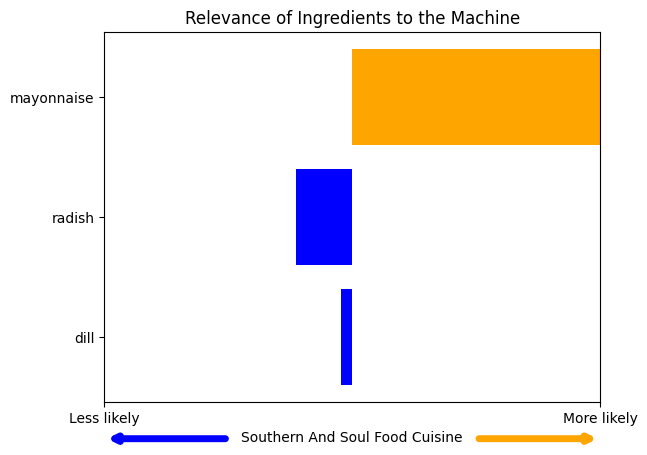 Relevance of Ingredients to the Machine
mayonnaise
radish
dill
Less likely
More likely
Southern And Soul Food Cuisine